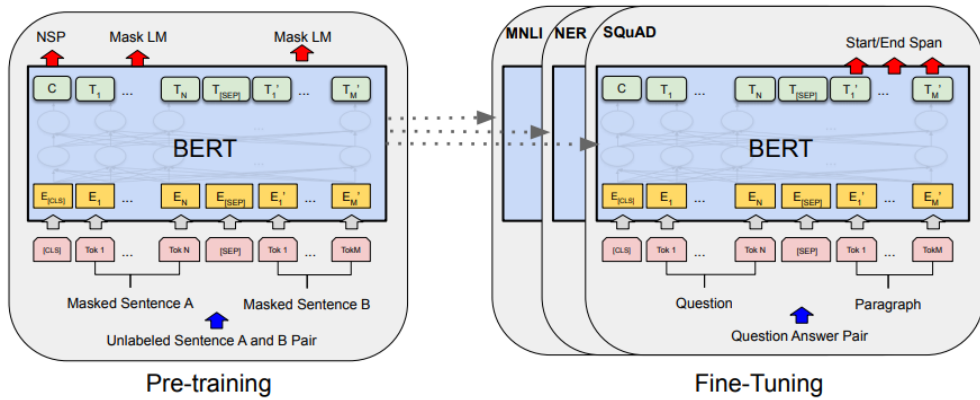 NSP Mask LM Mask LM
C T1 ... TN T[SEP] T1' ... TM'
BERT
E[CLS] E1 EN E[SEP] E1' ... EM'
[CLS] Tok 1 ... Tok N [SEP] Tok 1 ... TokM
Masked Sentence A Masked Sentence B
Unlabeled Sentence A and B Pair
Pre-training
MNLI NER SQuAD
Start/End Span
C T1 ... TN T[SEP] T1' ... TM'
BERT
E[CLS] E1 EN E[SEP] E1' ... EM'
[CLS] Tok 1 ... Tok N [SEP] Tok 1 ... TokM
Question Paragraph
Question Answer Pair
Fine-Tuning